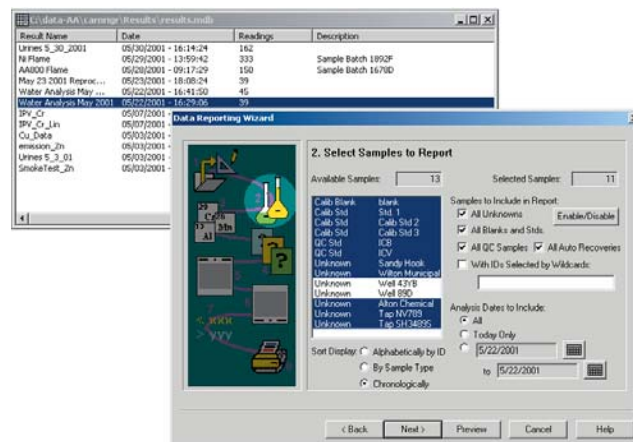 C:\data-AA\carnngr\Results\results.mdb
Result Name Date Readings Description
Urines 5_30_2001 05/30/2001 - 16:14:24 162
Ni Flame 05/29/2001 - 13:59:42 333 Sample Batch 1892F
AA800 Flame 05/28/2001 - 09:17:29 150 Sample Batch 1678D
May 23 2001 Reproc... 05/23/2001 - 18:08:24 39
Water Analysis May ... 05/22/2001 - 16:41:50 45
Water Analysis May 2001 05/22/2001 - 16:29:06 39
IPV_Cr 05/07/2001 -
IPV_Cr_Lin 05/07/2001 -
Cu_Data 05/03/2001 -
emission_Zn 05/03/2001 -
Urines 5_3_01 05/03/2001 -
SmokeTest_Zn 05/03/2001 -
Data Reporting Wizard
2. Select Samples to Report
Available Samples: 13 Selected Samples: 11
Calib Blank blank
Calib Std Std. 1
Calib Std Calib Std 2
Calib Std Calib Std 3
QC Std ICB
QC Std ICV
Unknown Sandy Hook
Unknown Wilton Municipal
Unknown Well 43YB
Unknown Well 89D
Unknown Alton Chemical
Unknown Tap NV789
Unknown Tap SH3489S
Samples to Include in Report:
All Unknowns Enable/Disable
All Blanks and Stds.
All QC Samples All Auto Recoveries
With IDs Selected by Wildcards:
Analysis Dates to Include:
All
Today Only
5/22/2001
to 5/22/2001
Sort Display: Alphabetically by ID
By Sample Type
Chronologically
29
Cu
Mn
13
Al
< xxx
> yyy
< Back Next > Preview Cancel Help